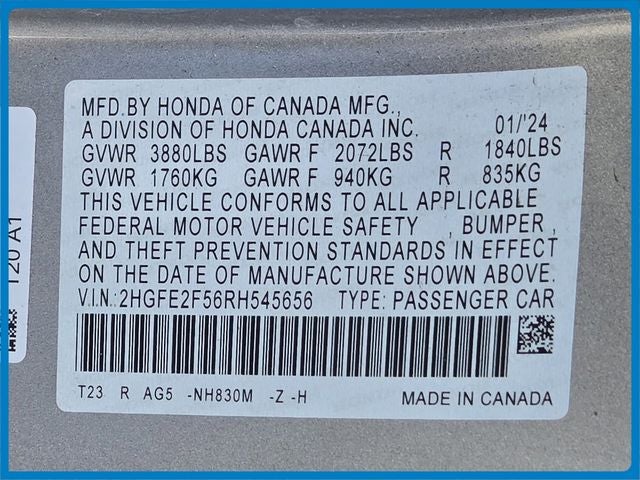 MFD.BY HONDA OF CANADA MFG.,
A DIVISION OF HONDA CANADA INC. 01/'24
GVWR 3880LBS GAWR F 2072LBS R 1840LBS
GVWR 1760KG GAWR F 940KG R 835KG
THIS VEHICLE CONFORMS TO ALL APPLICABLE
FEDERAL MOTOR VEHICLE SAFETY , BUMPER ,
AND THEFT PREVENTION STANDARDS IN EFFECT
ON THE DATE OF MANUFACTURE SHOWN ABOVE.
V.I.N.:2HGFE2F56RH545656 TYPE: PASSENGER CAR
T23 R AG5 -NH830M -Z -H MADE IN CANADA